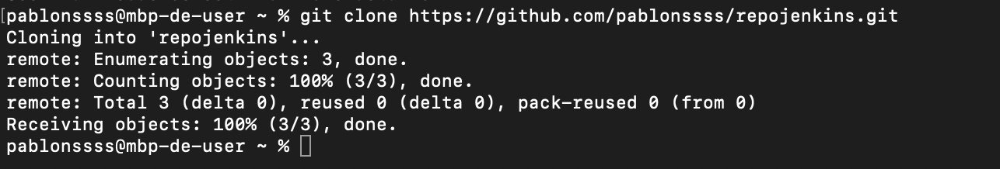 [pablonssss@mbp-de-user ~ % git clone https://github.com/pablonssss/repojenkins.git
Cloning into 'repojenkins'...
remote: Enumerating objects: 3, done.
remote: Counting objects: 100% (3/3), done.
remote: Total 3 (delta 0), reused 0 (delta 0), pack-reused 0 (from 0)
Receiving objects: 100% (3/3), done.
pablonssss@mbp-de-user ~ %